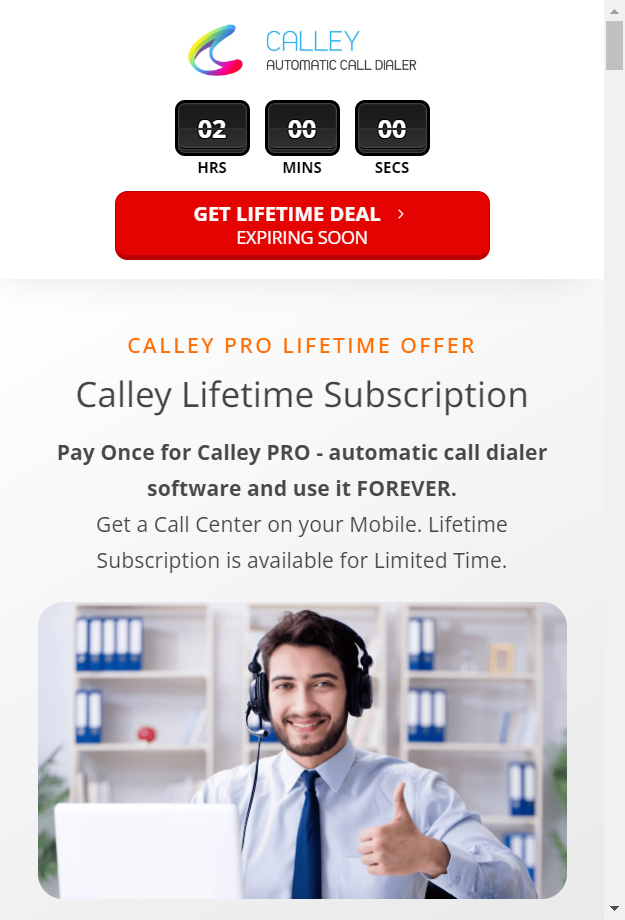 CALLEY
AUTOMATIC CALL DIALER
02 00 00
HRS MINS SECS
GET LIFETIME DEAL
EXPIRING SOON
CALLEY PRO LIFETIME OFFER
Calley Lifetime Subscription
Pay Once for Calley PRO - automatic call dialer
software and use it FOREVER.
Get a Call Center on your Mobile. Lifetime
Subscription is available for Limited Time.